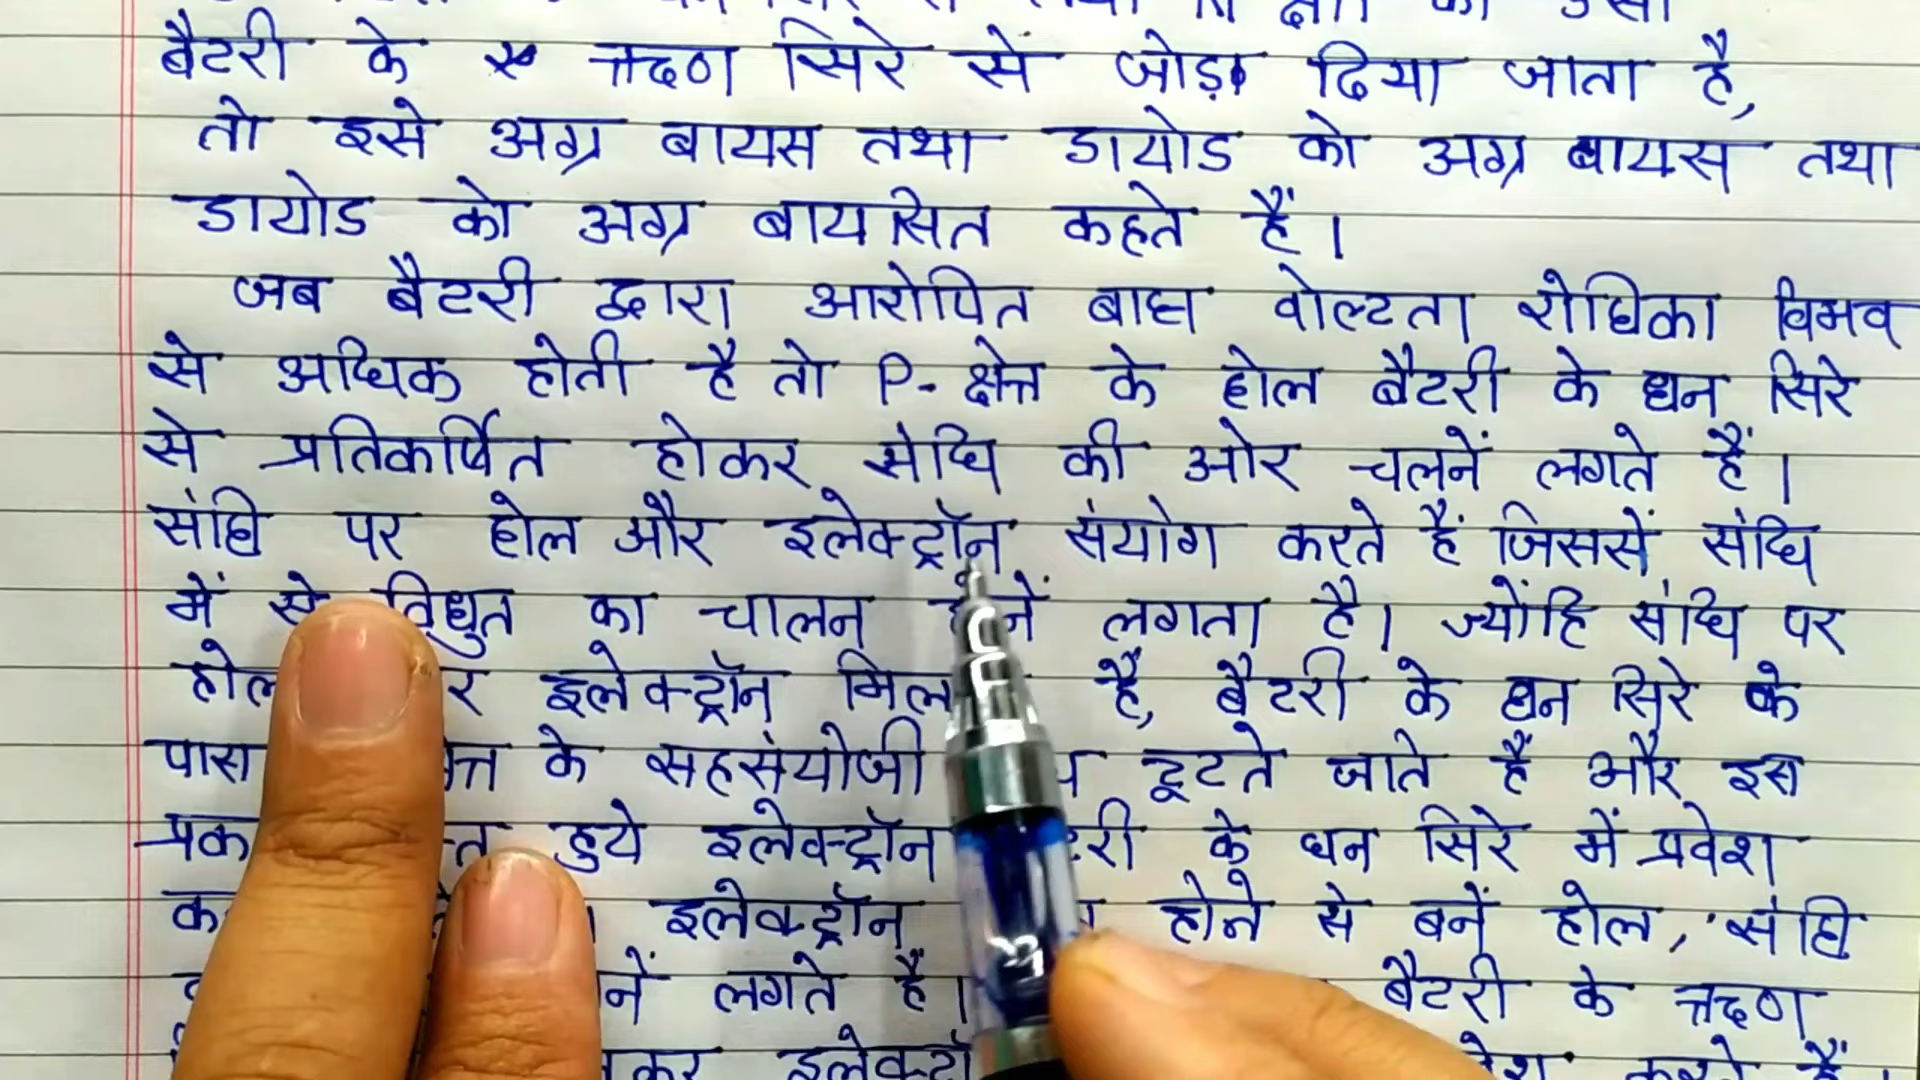 बैटरी के ऋण सिरे से जोड़ दिया जाता है,
तो इसे अग्र बायस तथा डायोड को अग्र बायस तथा
डायोड को अग्र बायसित कहते हैं।
जब बैटरी द्वारा आरोपित बाह्य वोल्टता रोधिका विभव
से अधिक होती है तो P-क्षेत्र के होल बैटरी के धन सिरे
से प्रतिकर्षित होकर संधि की ओर चलनें लगते हैं।
संधि पर होल और इलेक्ट्रॉन संयोग करते हैं जिससें संधि
में से विधुत का चालन लगता है। ज्योंहि संधि पर
इलेक्ट्रॉन है, बैटरी के धन सिरे के
पास के सहसंयोजी टूटते जाते हैं और इस
हुये इलेक्ट्रॉन के धन सिरे में प्रवेश
इलेक्ट्रॉन होने से बनें होल, संधि
लगते हैं। बैटरी के ऋण